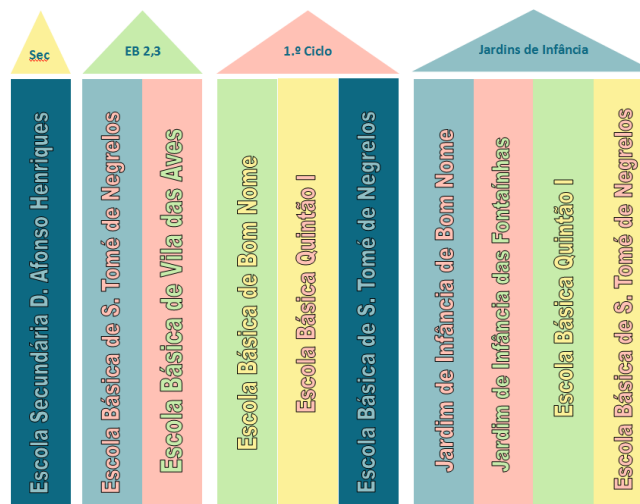 Sec
EB 2,3
1.º Ciclo
Jardins de Infância
Escola Secundária D. Afonso Henriques
Escola Básica de S. Tomé de Negrelos
Escola Básica de Vila das Aves
Escola Básica de Bom Nome
Escola Básica Quintão I
Escola Básica de S. Tomé de Negrelos
Jardim de Infância de Bom Nome
Jardim de Infância das Fontaínhas
Escola Básica Quintão I
Escola Básica de S. Tomé de Negrelos